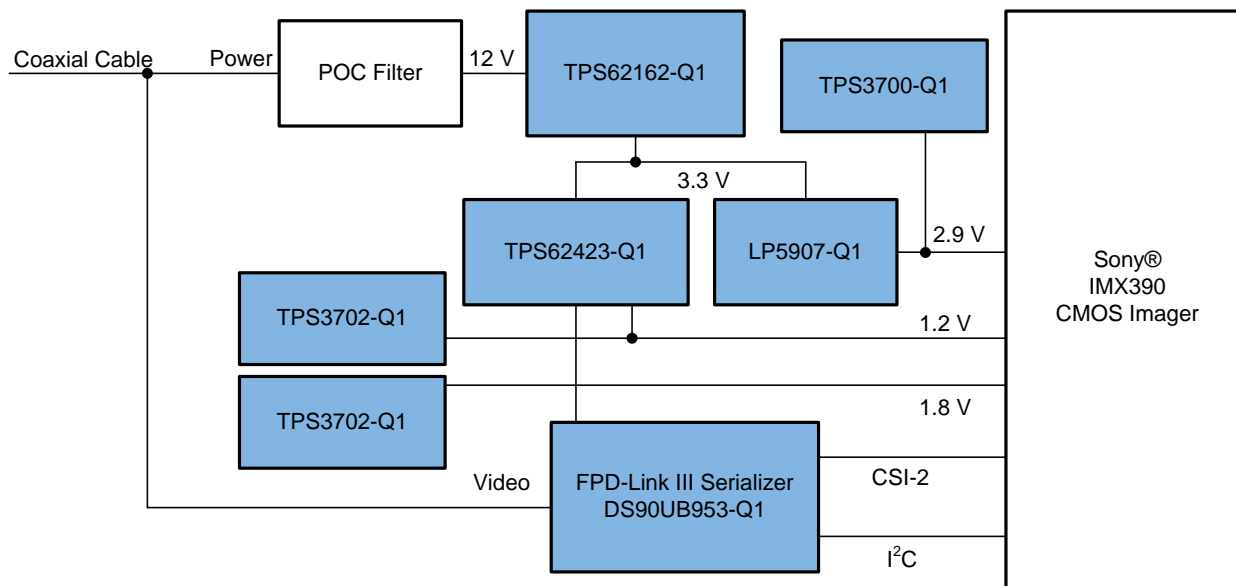 Coaxial Cable
Power
POC Filter
12 V
TPS62162-Q1
TPS3700-Q1
3.3 V
TPS62423-Q1
LP5907-Q1
2.9 V
Sony®
IMX390
CMOS Imager
TPS3702-Q1
1.2 V
TPS3702-Q1
1.8 V
Video
FPD-Link III Serializer
DS90UB953-Q1
CSI-2
I²C